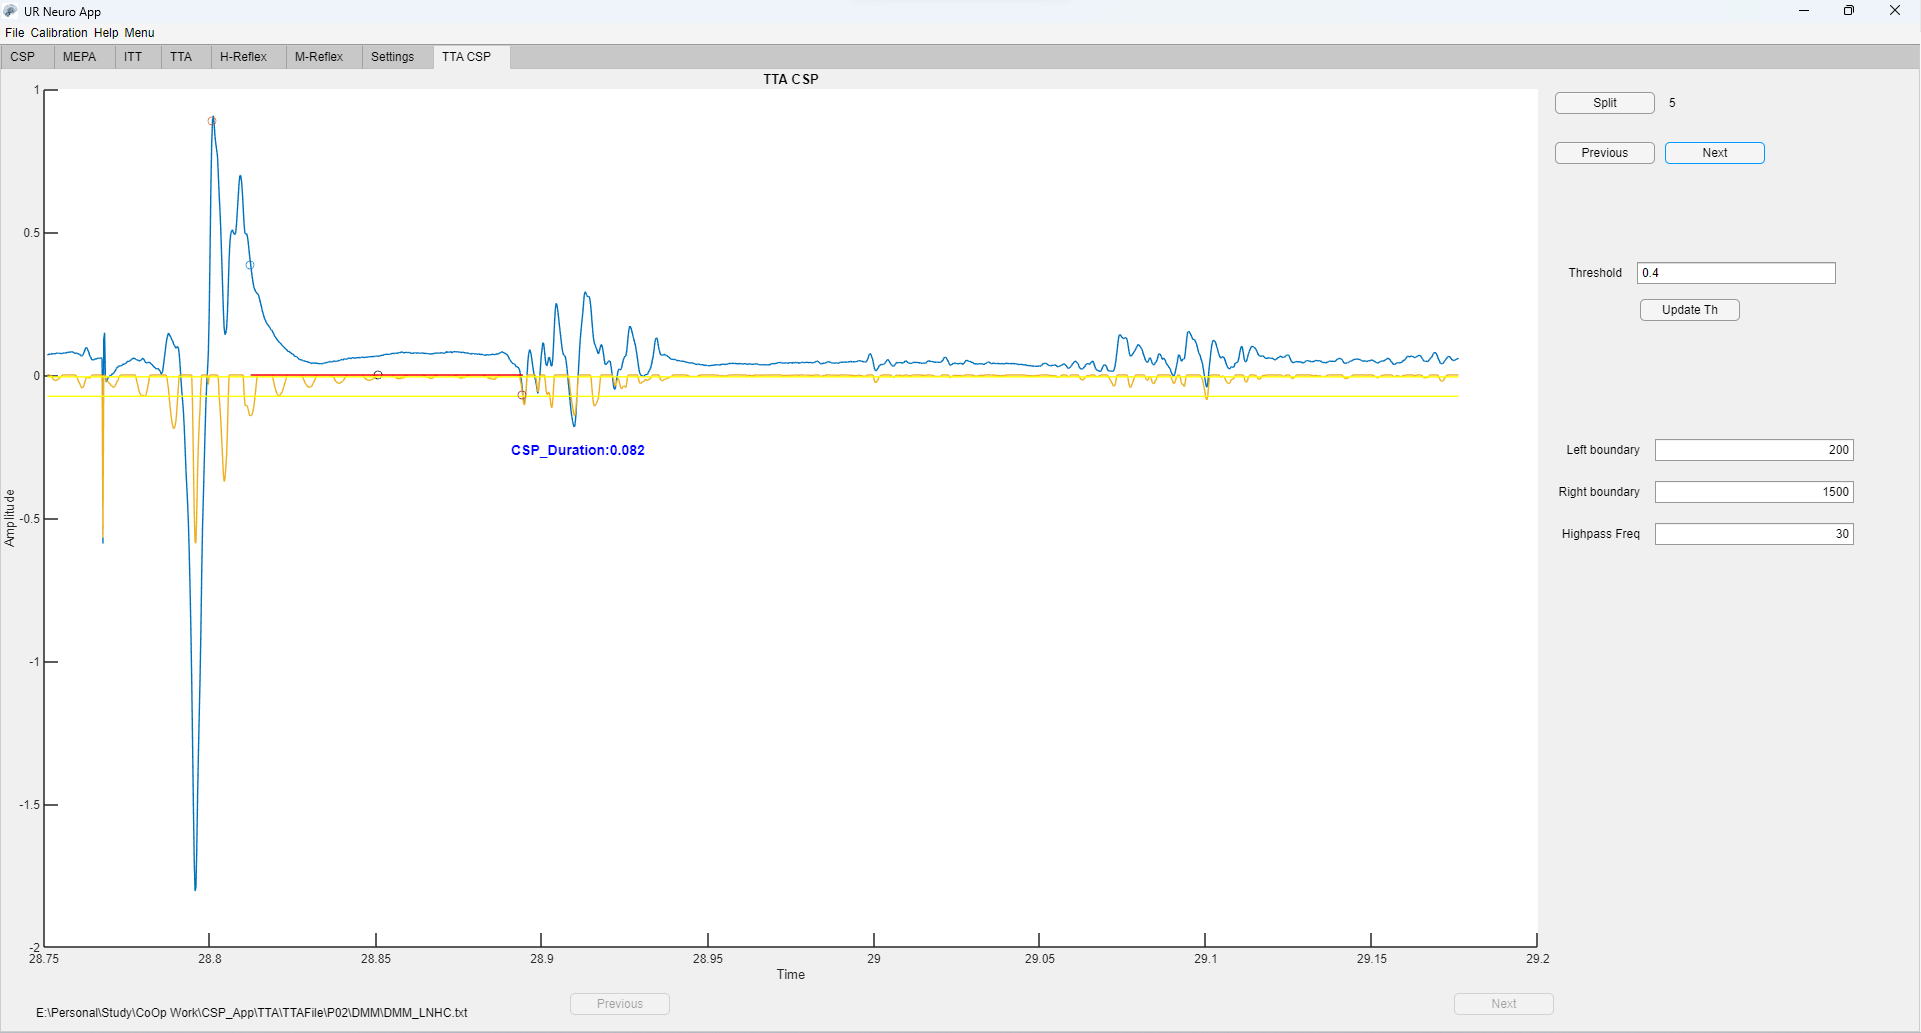 UR Neuro App
File Calibration Help Menu
CSP MEPA ITT TTA H-Reflex M-Reflex Settings TTA CSP
TTA CSP
Split 5
Previous Next
Threshold 0.4
Update Th
Left boundary 200
Right boundary 1500
Highpass Freq 30
1
0.5
0
-0.5
-1
-1.5
-2
Amplitude
CSP_Duration:0.082
28.75 28.8 28.85 28.9 28.95 29 29.05 29.1 29.15 29.2
Time
Previous Next
E:\Personal\Study\CoOp Work\CSP_App\TTA\TTAFile\P02\DMM\DMM_LNHC.txt